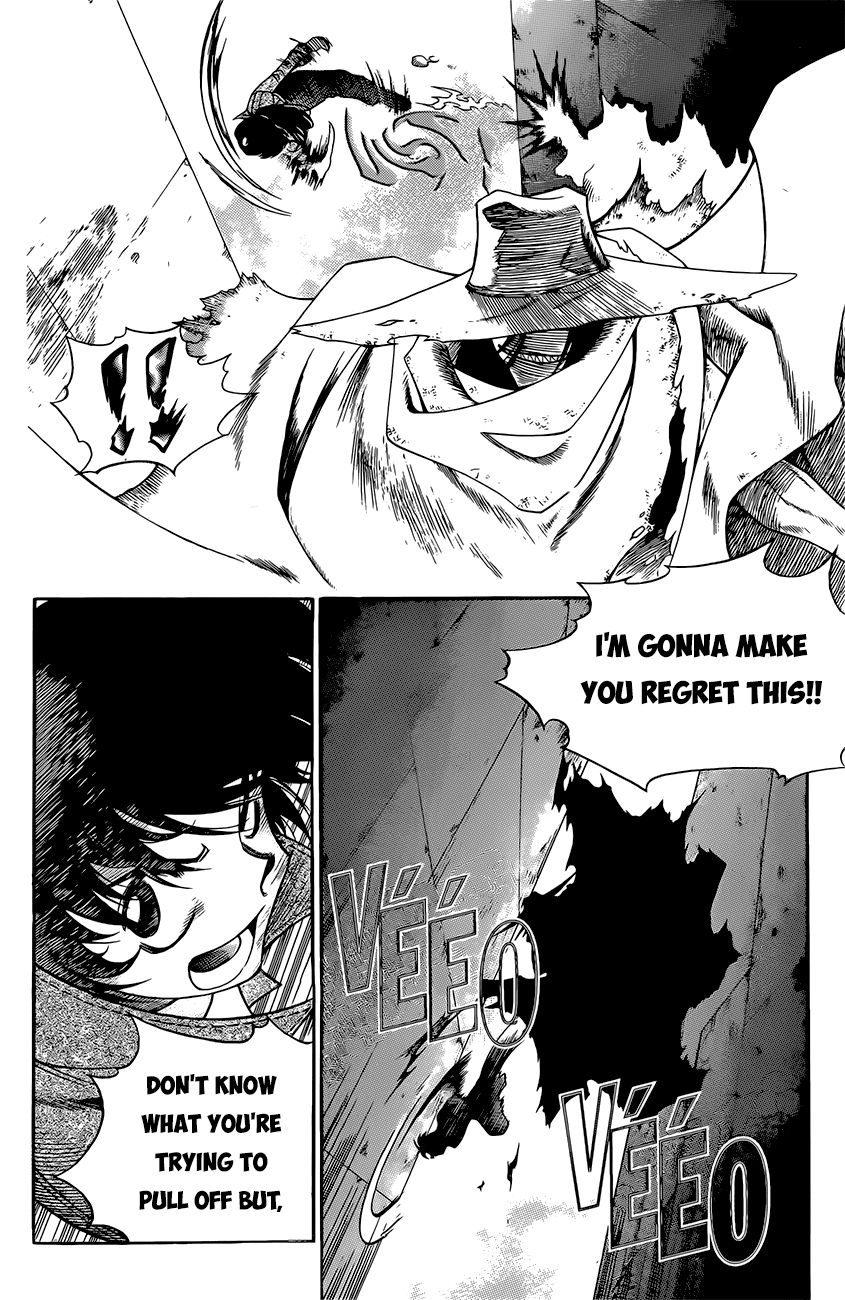 !!
DON'T KNOW
WHAT YOU'RE
TRYING TO
PULL OFF BUT,
I'M GONNA MAKE
YOU REGRET THIS!!
VÉÉO
VÉÉO